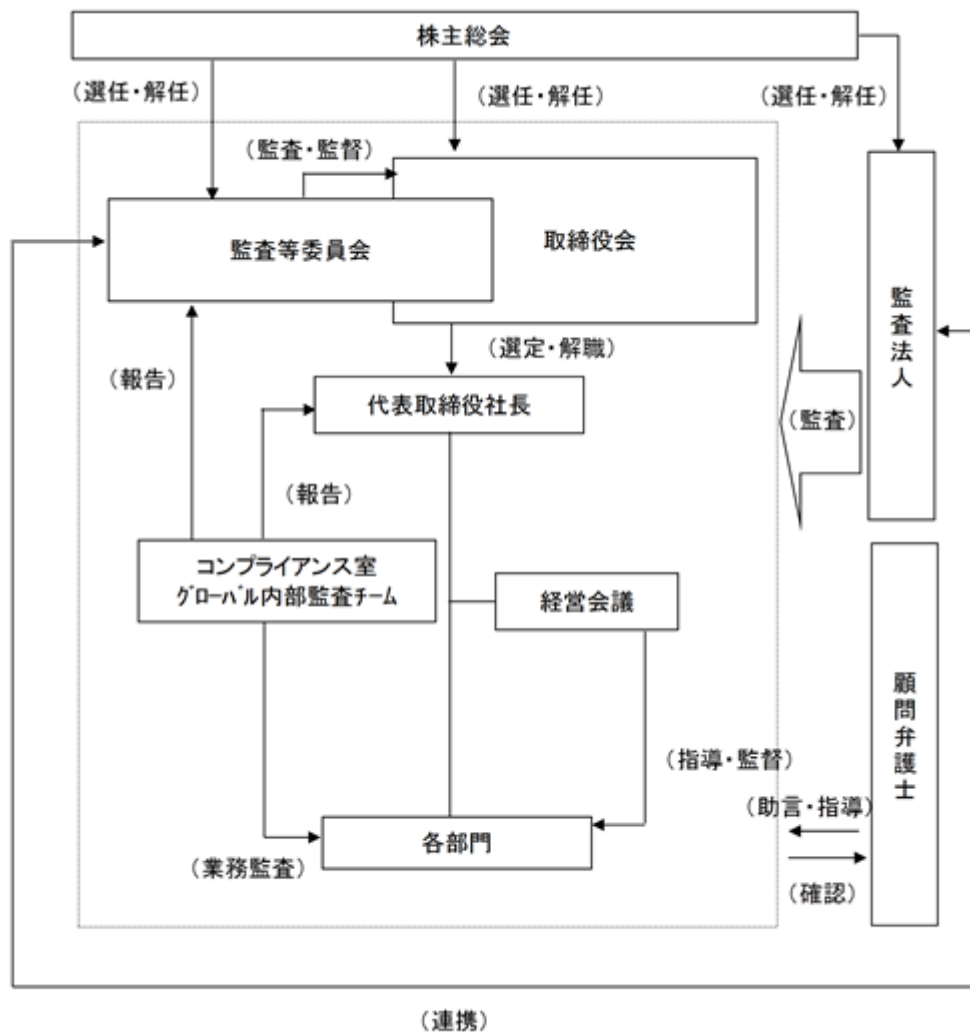 株主総会
(選任・解任)
(選任・解任)
(選任・解任)
(監査・監督)
監査等委員会
取締役会
監査法人
(選定・解職)
(報告)
代表取締役社長
(監査)
(報告)
コンプライアンス室
グローバル内部監査チーム
経営会議
顧問弁護士
(指導・監督)
(助言・指導)
各部門
(業務監査)
(確認)
(連携)